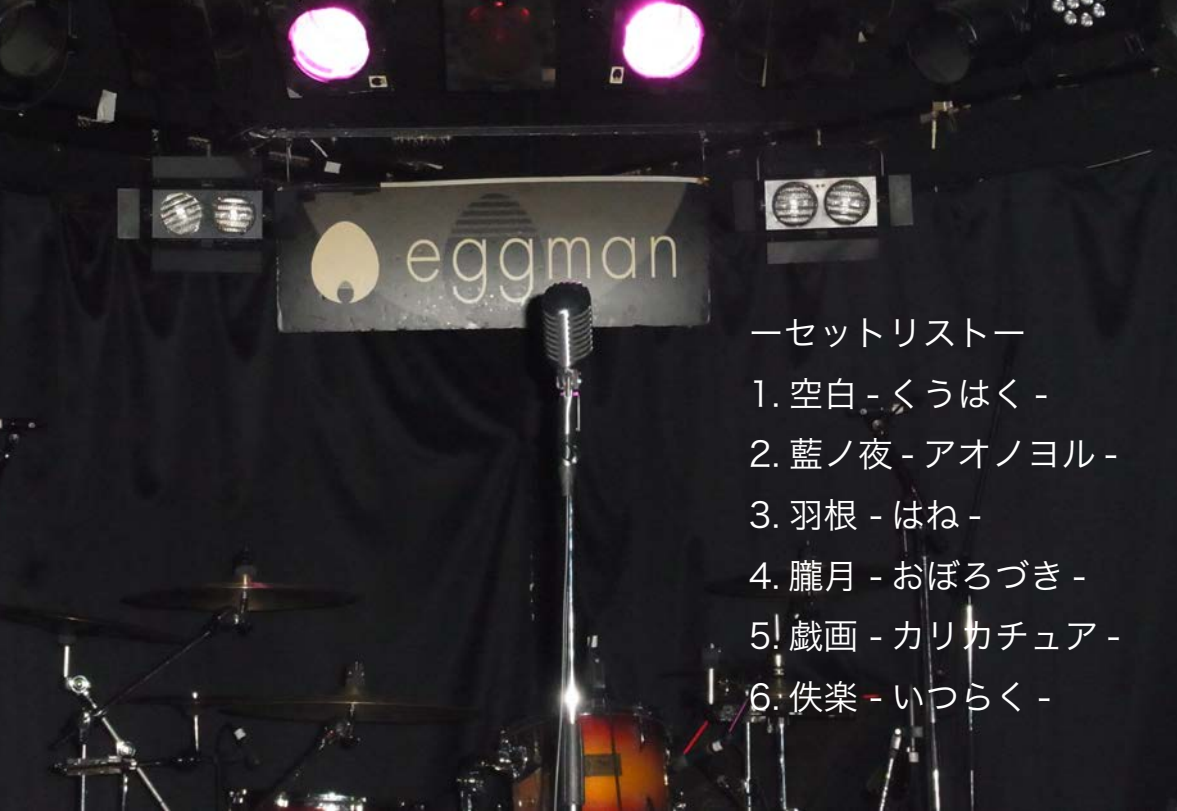 eggman
ーセットリストー
1. 空白 - くうはく -
2. 藍ノ夜 - アオノヨル -
3. 羽根 - はね -
4. 朧月 - おぼろづき -
5. 戯画 - カリカチュア -
6. 佚楽 - いつらく -